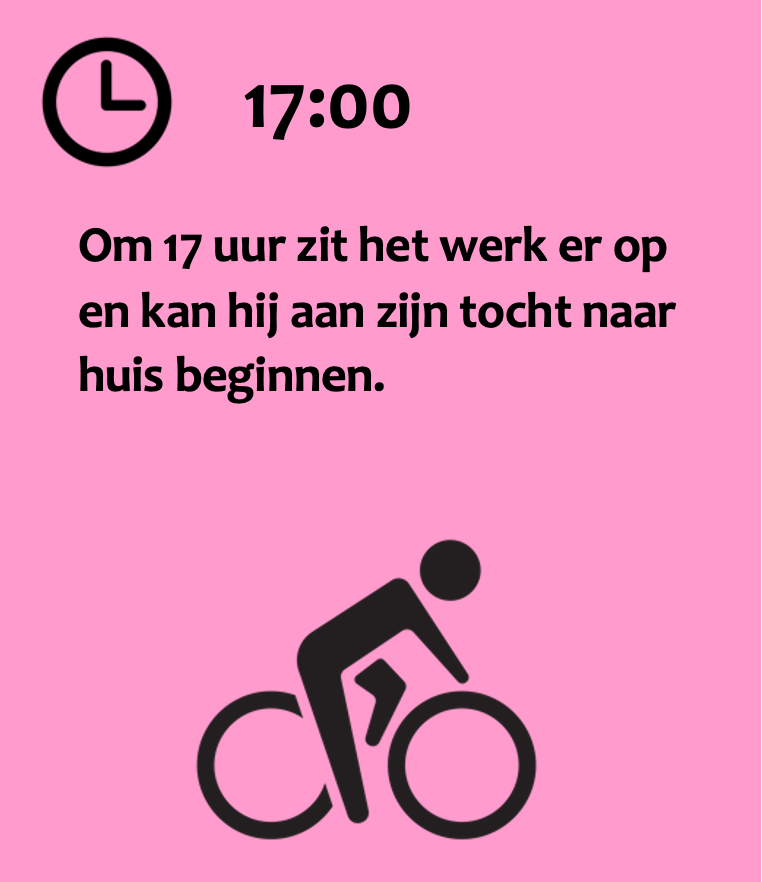 17:00
Om 17 uur zit het werk er op
en kan hij aan zijn tocht naar
huis beginnen.